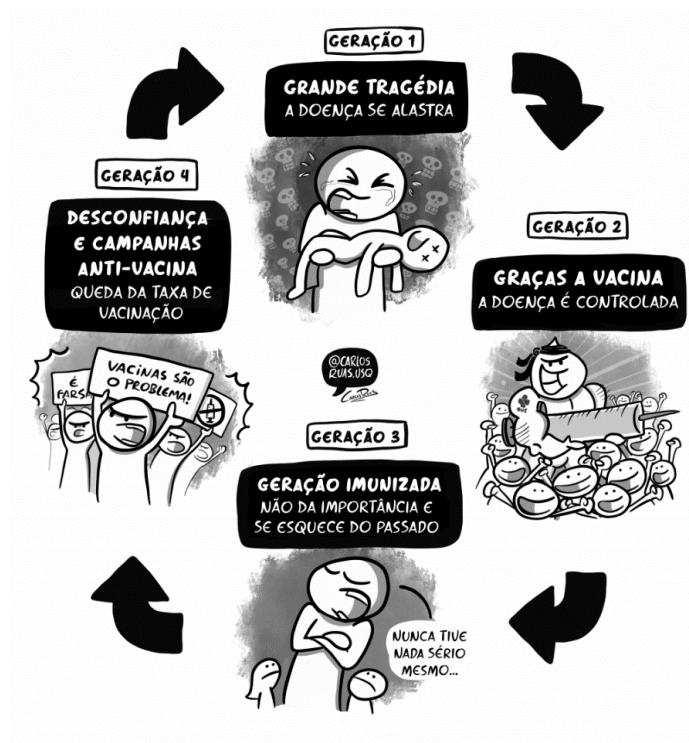 GERAÇÃO 1
GRANDE TRAGÉDIA
A DOENÇA SE ALASTRA
GERAÇÃO 2
GRAÇAS A VACINA
A DOENÇA É CONTROLADA
GERAÇÃO 3
GERAÇÃO IMUNIZADA
NÃO DA IMPORTÂNCIA E
SE ESQUECE DO PASSADO
NUNCA TIVE
NADA SÉRIO
MESMO...
GERAÇÃO 4
DESCONFIANÇA
E CAMPANHAS
ANTI-VACINA
QUEDA DA TAXA DE
VACINAÇÃO
É
FARSA
VACINAS SÃO
O PROBLEMA!
@CARLOS
RUAS.USQ